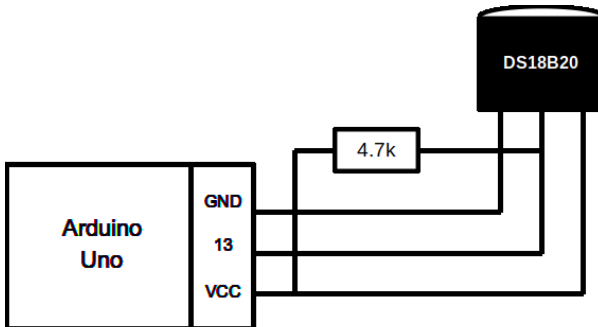 DS18B20
4.7k
GND
Arduino
13
Uno
VCC